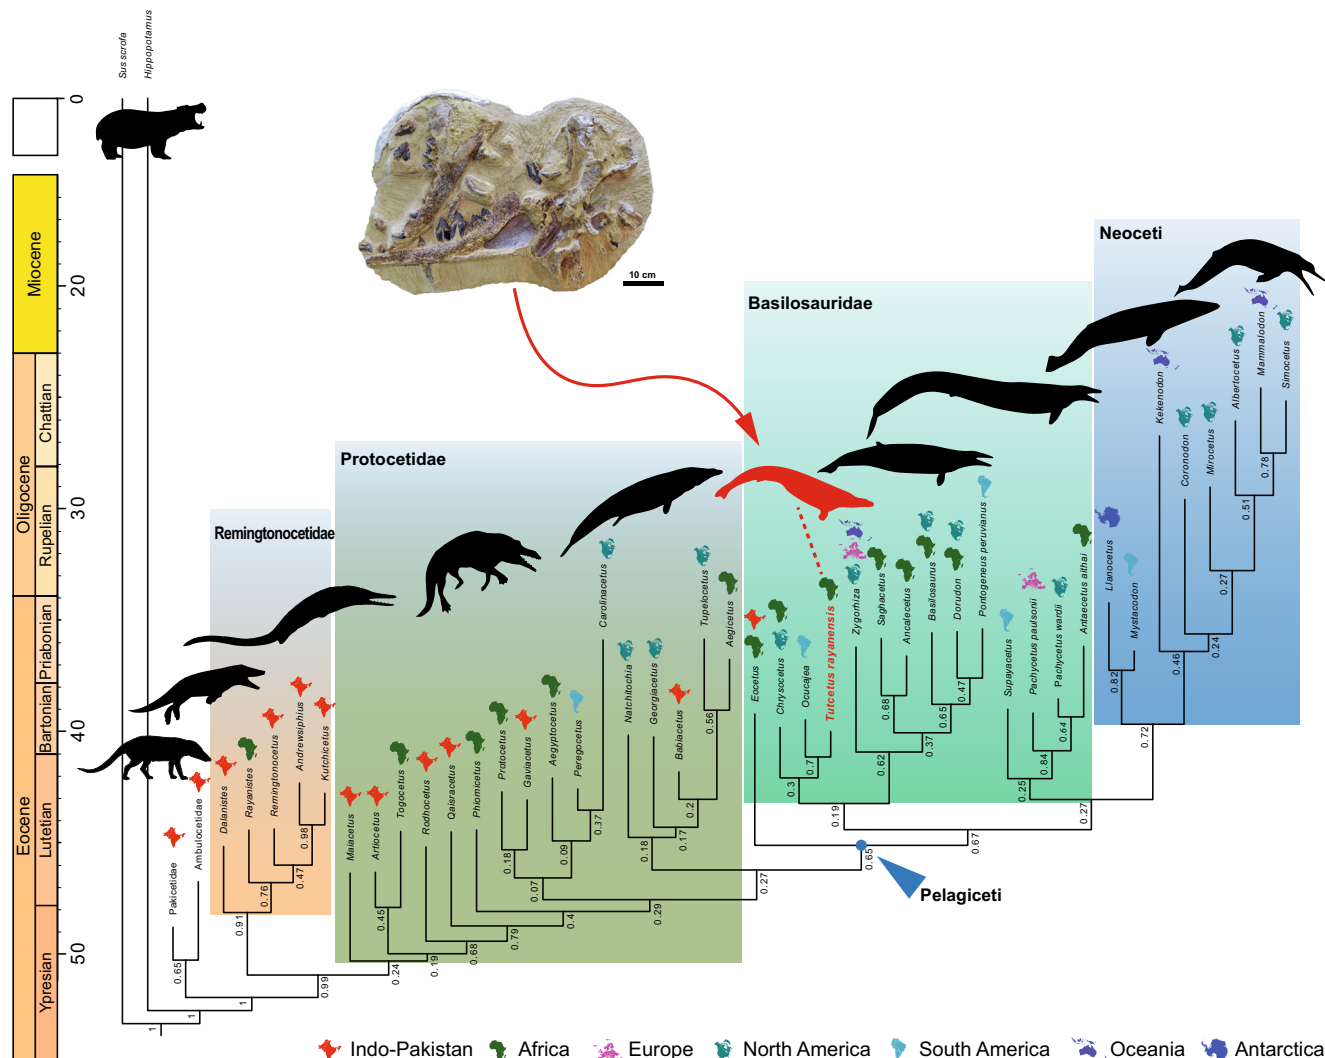 Sus scrofa
Hippopotamus
0
20
30
40
50
Miocene
Oligocene
Chattian
Rupelian
Eocene
Priabonian
Bartonian
Lutetian
Ypresian
10 cm
Neoceti
Basilosauridae
Protocetidae
Remingtonocetidae
Pelagiceti
Pakicetidae
Ambulocetidae
Dalanistes
Rayanistes
Remingtonocetus
Andrewsiphius
Kutchicetus
Maiacetus
Artiocetus
Togocetus
Rodhocetus
Qaisracetus
Phiomicetus
Protocetus
Gaviacetus
Aegyptocetus
Peregocetus
Carolinacetus
Natchitochia
Georgiacetus
Babiacetus
Tupelocetus
Aegicetus
Eocetus
Chrysocetus
Ocucajea
Tutcetus rayanensis
Zygorhiza
Saghacetus
Ancalecetus
Basilosaurus
Dorudon
Pontogeneus peruvianus
Supayacetus
Pachycetus paulsonii
Pachycetus wardii
Antaecetus aithai
Llanocetus
Mystacodon
Kekenodon
Coronodon
Mirocetus
Albertocetus
Mammalodon
Simocetus
1
1
1
0.65
0.99
0.91
0.76
0.47
0.98
0.24
0.45
0.19
0.68
0.79
0.4
0.29
0.07
0.18
0.09
0.37
0.27
0.18
0.17
0.2
0.56
0.65
0.67
0.19
0.3
0.7
0.62
0.68
0.37
0.65
0.47
0.27
0.25
0.84
0.64
0.72
0.82
0.46
0.24
0.27
0.51
0.78
Indo-Pakistan
Africa
Europe
North America
South America
Oceania
Antarctica